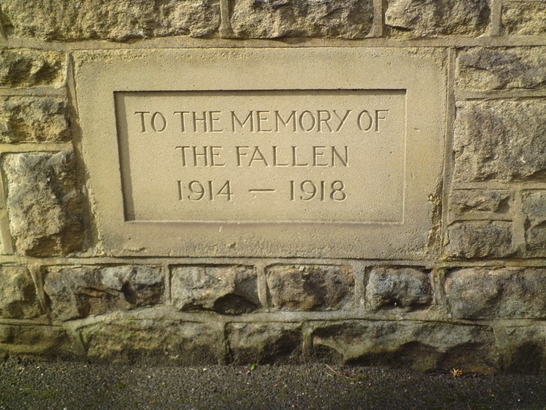 TO THE MEMORY OF
THE FALLEN
1914 — 1918